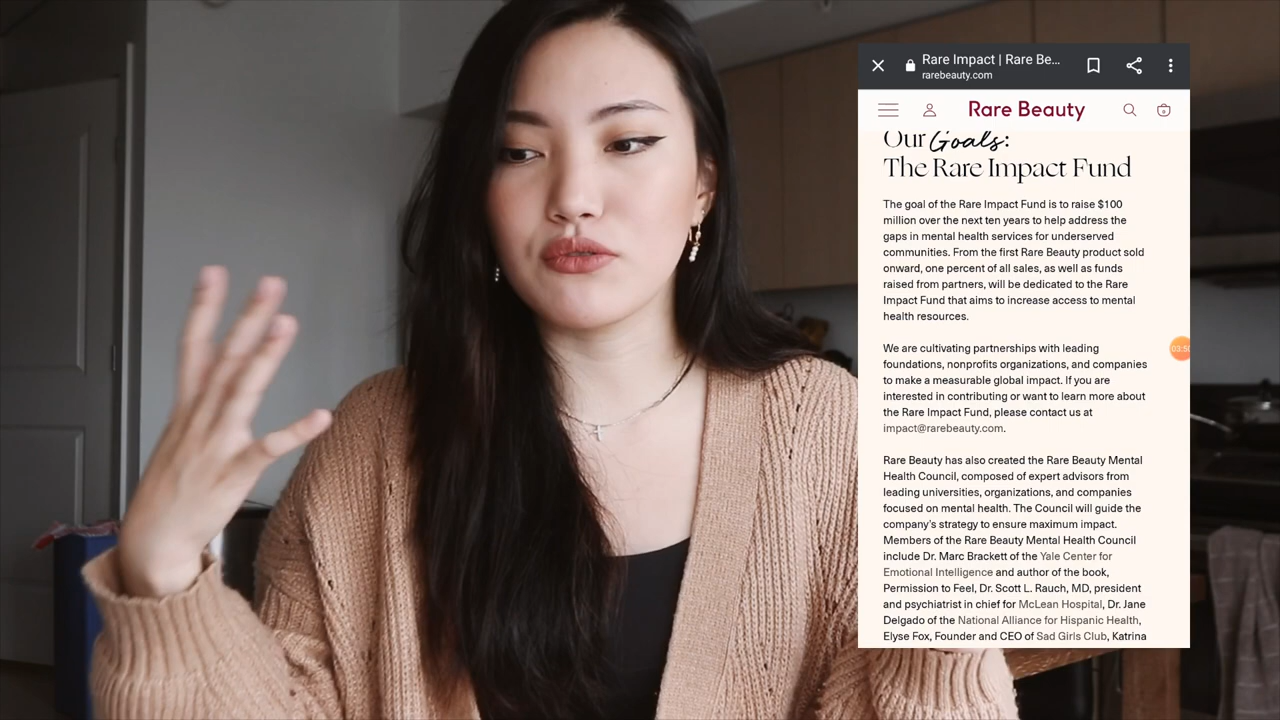 Rare Impact | Rare Be...
rarebeauty.com
Rare Beauty
Our Goals:
The Rare Impact Fund
The goal of the Rare Impact Fund is to raise $100
million over the next ten years to help address the
gaps in mental health services for underserved
communities. From the first Rare Beauty product sold
onward, one percent of all sales, as well as funds
raised from partners, will be dedicated to the Rare
Impact Fund that aims to increase access to mental
health resources.
We are cultivating partnerships with leading
foundations, nonprofits organizations, and companies
to make a measurable global impact. If you are
interested in contributing or want to learn more about
the Rare Impact Fund, please contact us at
impact@rarebeauty.com.
Rare Beauty has also created the Rare Beauty Mental
Health Council, composed of expert advisors from
leading universities, organizations, and companies
focused on mental health. The Council will guide the
company's strategy to ensure maximum impact.
Members of the Rare Beauty Mental Health Council
include Dr. Marc Brackett of the Yale Center for
Emotional Intelligence and author of the book,
Permission to Feel, Dr. Scott L. Rauch, MD, president
and psychiatrist in chief for McLean Hospital, Dr. Jane
Delgado of the National Alliance for Hispanic Health,
Elyse Fox, Founder and CEO of Sad Girls Club, Katrina